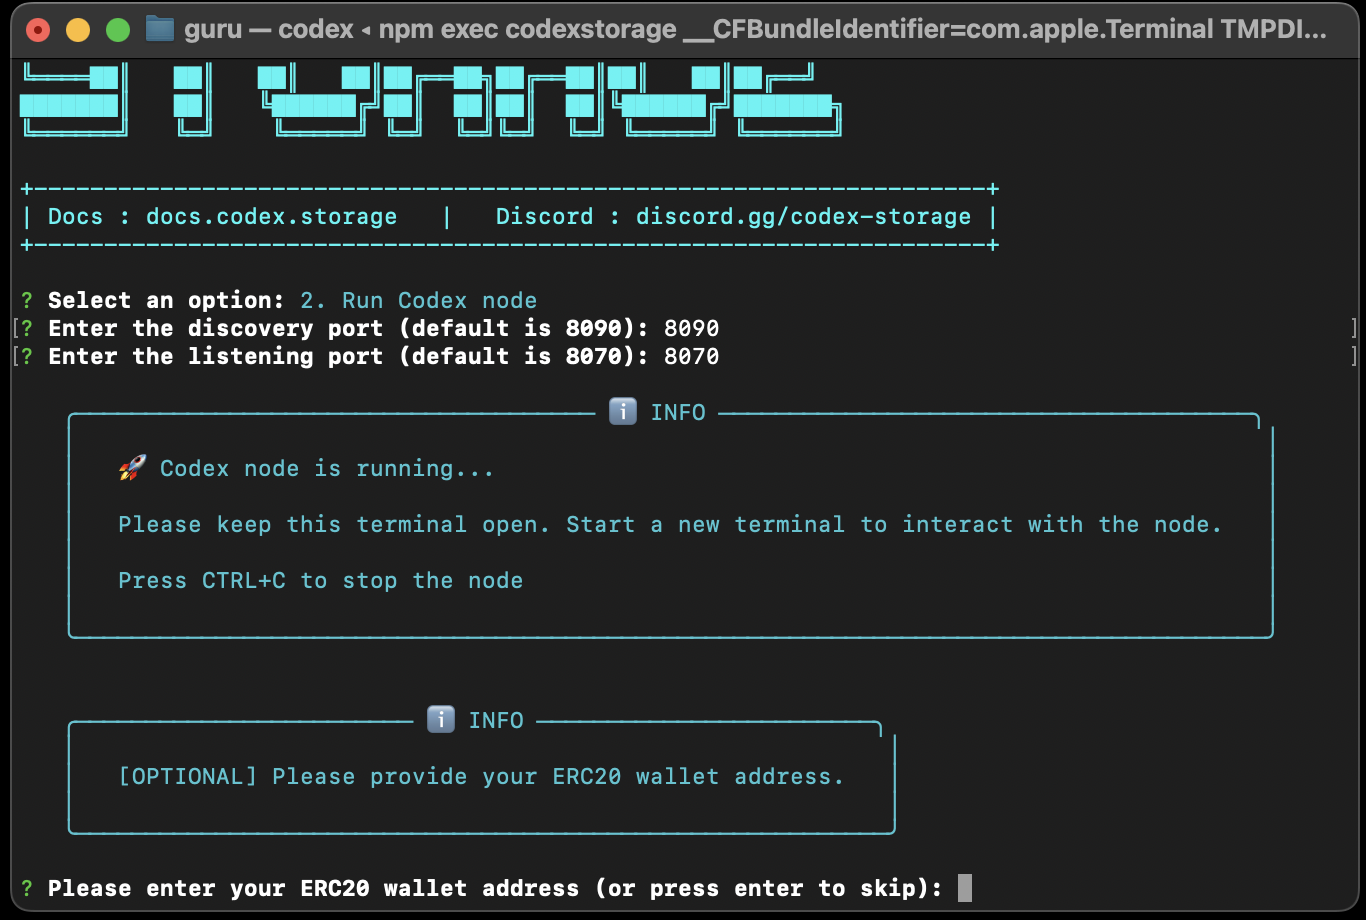 guru — codex ◂ npm exec codexstorage __CFBundleIdentifier=com.apple.Terminal TMPDI...
STORAGE
+---------------------------------------------------------------------+
| Docs : docs.codex.storage   |   Discord : discord.gg/codex-storage |
+---------------------------------------------------------------------+
? Select an option: 2. Run Codex node
[? Enter the discovery port (default is 8090): 8090 ]
[? Enter the listening port (default is 8070): 8070 ]
ℹ️ INFO
🚀 Codex node is running...
Please keep this terminal open. Start a new terminal to interact with the node.
Press CTRL+C to stop the node
ℹ️ INFO
[OPTIONAL] Please provide your ERC20 wallet address.
? Please enter your ERC20 wallet address (or press enter to skip):